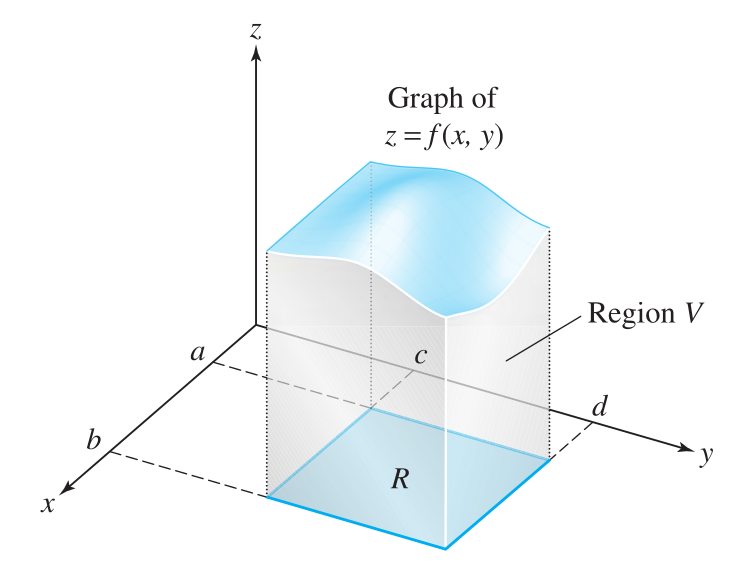 z
Graph of
z = f(x, y)
Region V
a
c
d
b
y
R
x